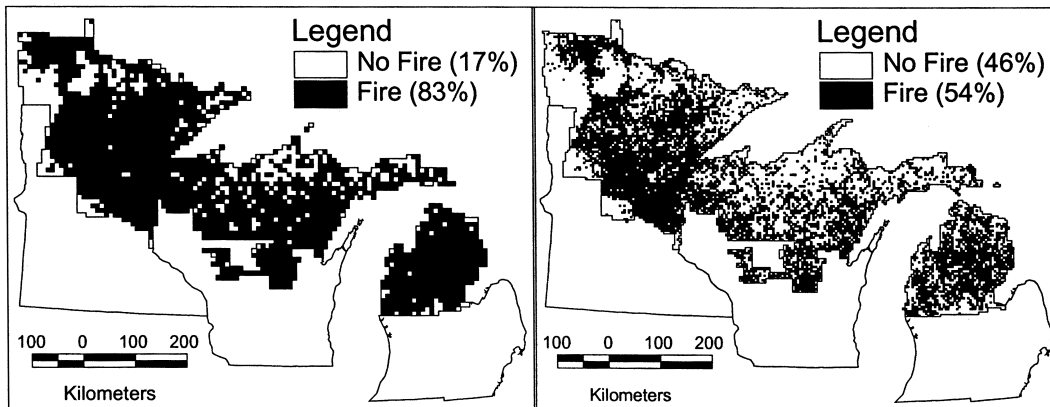 Legend
No Fire (17%)
Fire (83%)
100 0 100 200
Kilometers
Legend
No Fire (46%)
Fire (54%)
100 0 100 200
Kilometers